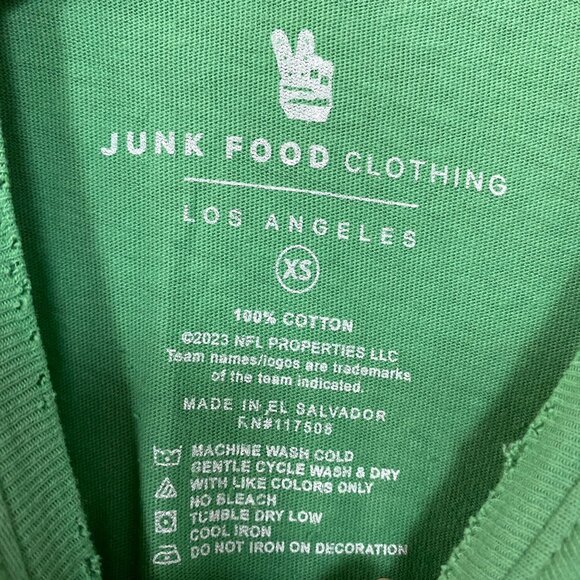 JUNK FOOD CLOTHING
LOS ANGELES
XS
100% COTTON
©2023 NFL PROPERTIES LLC
Team names/logos are trademarks
of the team indicated.
MADE IN EL SALVADOR
RN#117508
MACHINE WASH COLD
GENTLE CYCLE WASH & DRY
WITH LIKE COLORS ONLY
NO BLEACH
TUMBLE DRY LOW
COOL IRON
DO NOT IRON ON DECORATION